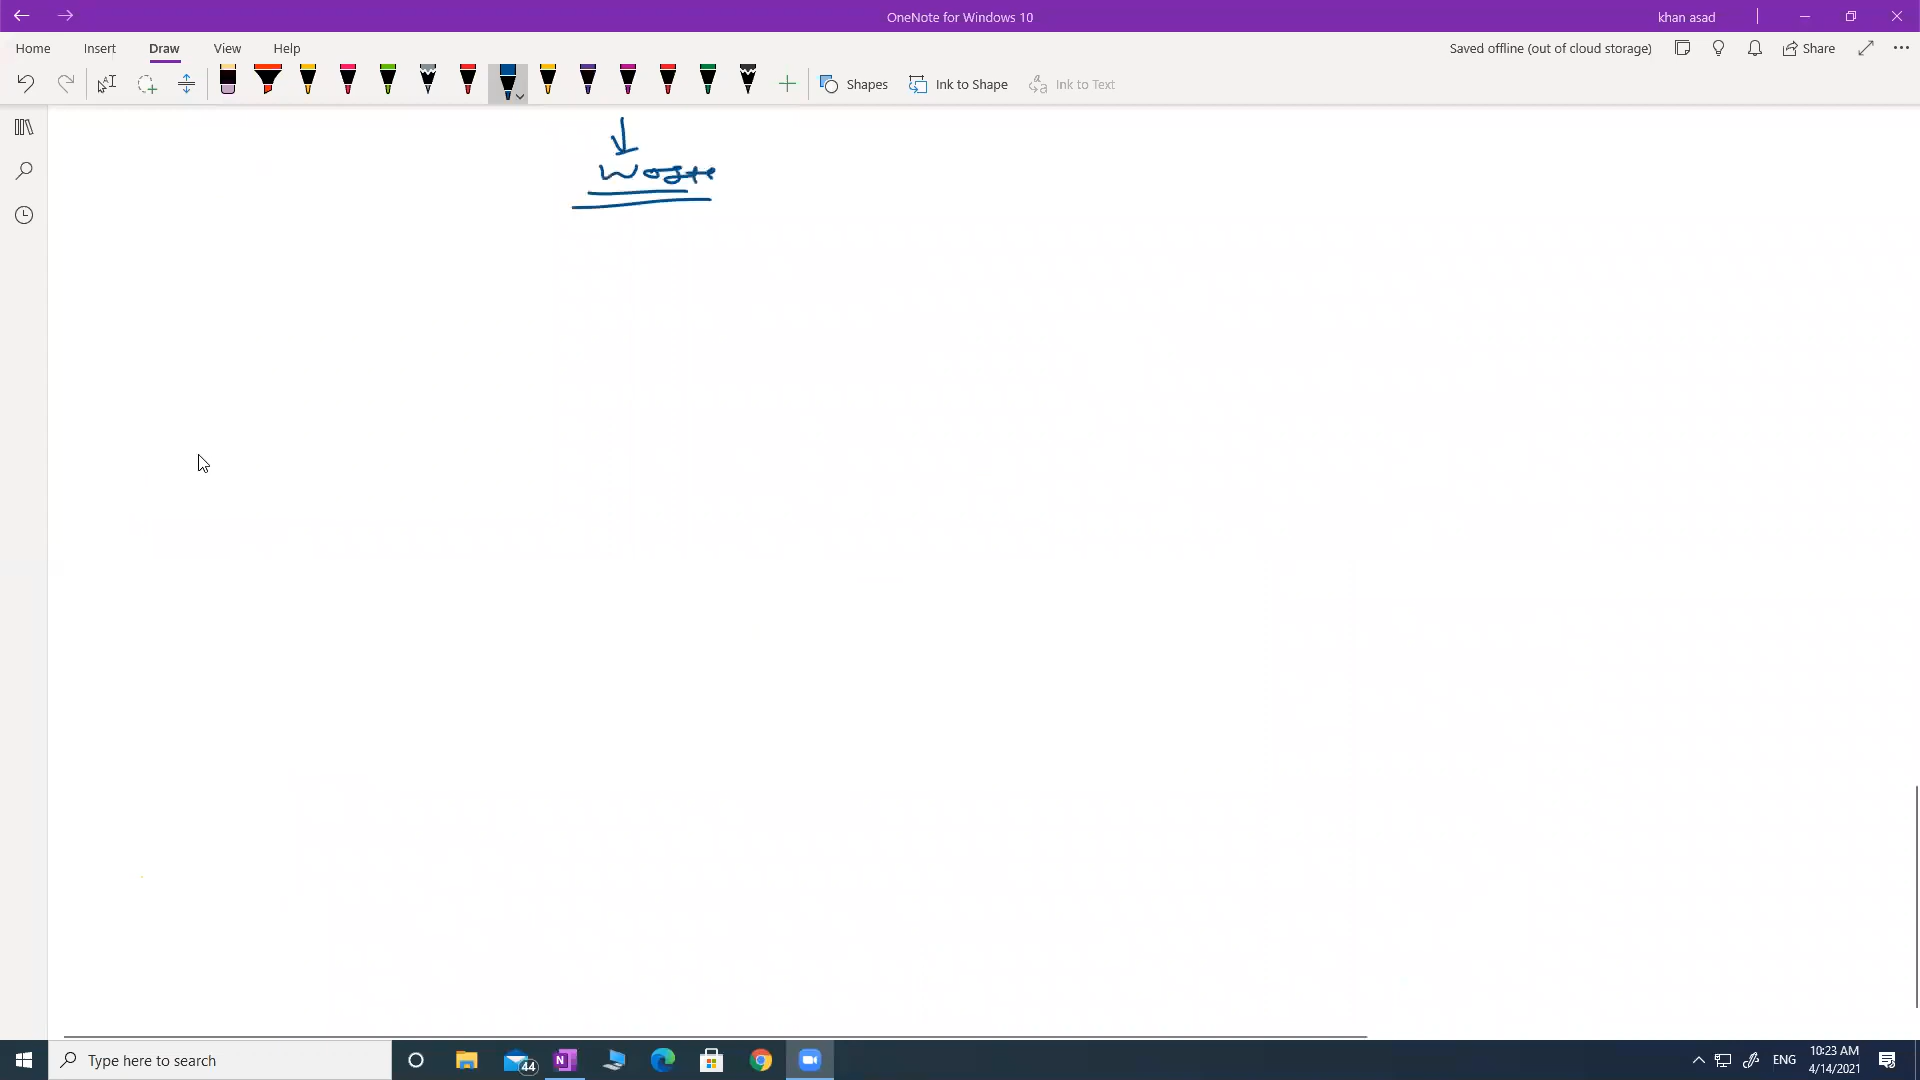 OneNote for Windows 10
khan asad
Home Insert Draw View Help
Saved offline (out of cloud storage)
Share
Shapes
Ink to Shape
Ink to Text
Waste
Type here to search
44
N
ENG
10:23 AM
4/14/2021